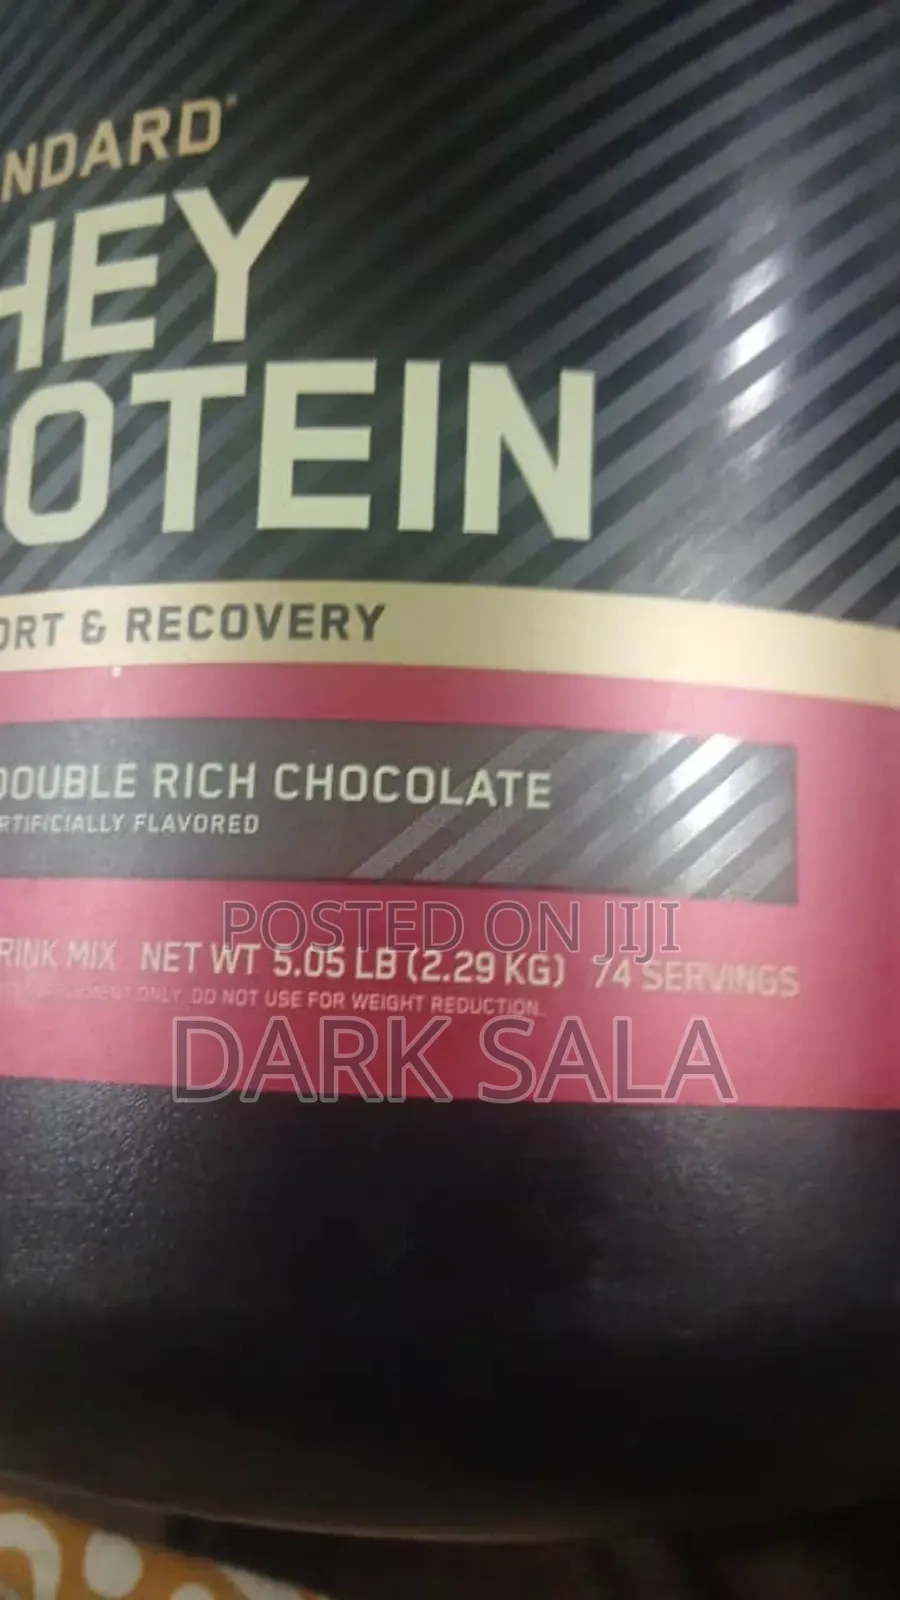 NDARD
HEY
OTEIN
ORT & RECOVERY
DOUBLE RICH CHOCOLATE
RTIFICIALLY FLAVORED
POSTED ON JIJI
RINK MIX NET WT 5.05 LB (2.29 KG) 74 SERVINGS
ONLY. DO NOT USE FOR WEIGHT REDUCTION.
DARK SALA